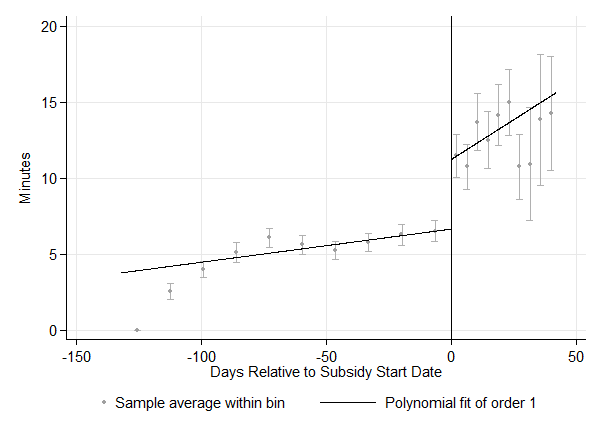 20
15
10
5
0
Minutes
-150
-100
-50
0
50
Days Relative to Subsidy Start Date
Sample average within bin
Polynomial fit of order 1